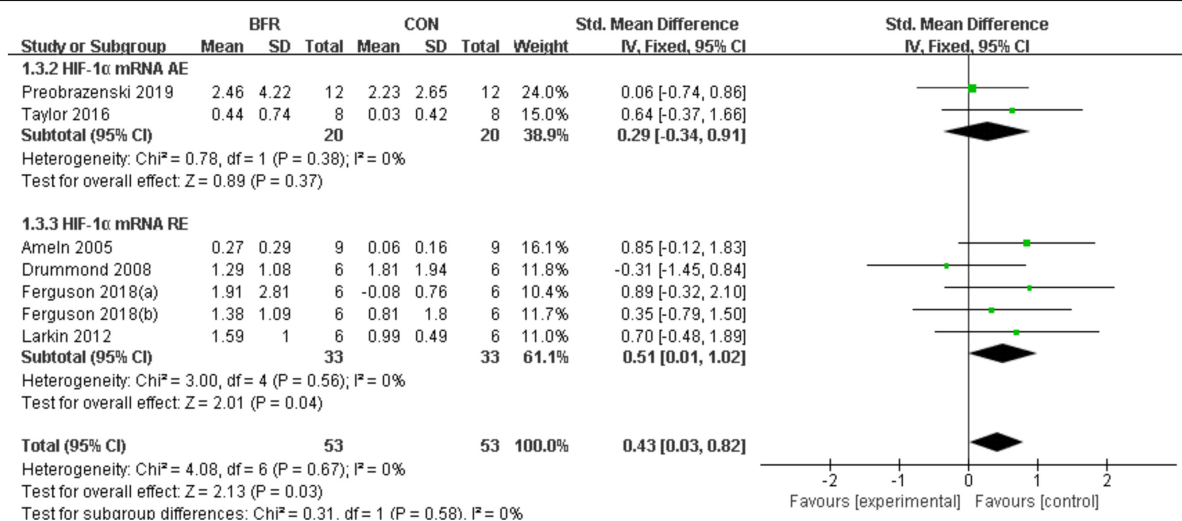 BFR CON Std. Mean Difference Std. Mean Difference
Study or Subgroup Mean SD Total Mean SD Total Weight IV, Fixed, 95% CI IV, Fixed, 95% CI
1.3.2 HIF-1α mRNA AE
Preobrazenski 2019 2.46 4.22 12 2.23 2.65 12 24.0% 0.06 [-0.74, 0.86]
Taylor 2016 0.44 0.74 8 0.03 0.42 8 15.0% 0.64 [-0.37, 1.66]
Subtotal (95% CI) 20 20 38.9% 0.29 [-0.34, 0.91]
Heterogeneity: Chi² = 0.78, df = 1 (P = 0.38); I² = 0%
Test for overall effect: Z = 0.89 (P = 0.37)
1.3.3 HIF-1α mRNA RE
Ameln 2005 0.27 0.29 9 0.06 0.16 9 16.1% 0.85 [-0.12, 1.83]
Drummond 2008 1.29 1.08 6 1.81 1.94 6 11.8% -0.31 [-1.45, 0.84]
Ferguson 2018(a) 1.91 2.81 6 -0.08 0.76 6 10.4% 0.89 [-0.32, 2.10]
Ferguson 2018(b) 1.38 1.09 6 0.81 1.8 6 11.7% 0.35 [-0.79, 1.50]
Larkin 2012 1.59 1 6 0.99 0.49 6 11.0% 0.70 [-0.48, 1.89]
Subtotal (95% CI) 33 33 61.1% 0.51 [0.01, 1.02]
Heterogeneity: Chi² = 3.00, df = 4 (P = 0.56); I² = 0%
Test for overall effect: Z = 2.01 (P = 0.04)
Total (95% CI) 53 53 100.0% 0.43 [0.03, 0.82]
Heterogeneity: Chi² = 4.08, df = 6 (P = 0.67); I² = 0%
Test for overall effect: Z = 2.13 (P = 0.03)
Test for subgroup differences: Chi² = 0.31, df = 1 (P = 0.58), I² = 0%
-2 -1 0 1 2
Favours [experimental] Favours [control]